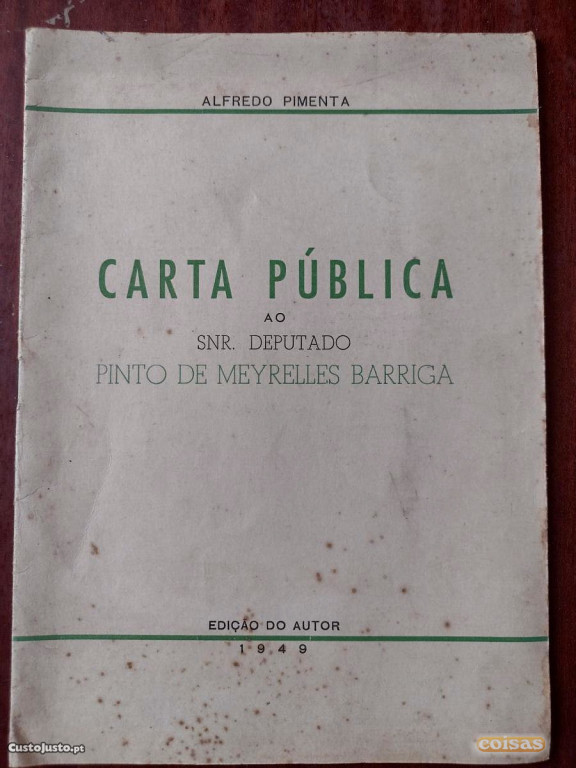 ALFREDO PIMENTA
CARTA PÚBLICA
AO
SNR. DEPUTADO
PINTO DE MEYRELLES BARRIGA
EDIÇÃO DO AUTOR
1949
CustoJusto.pt
coisas